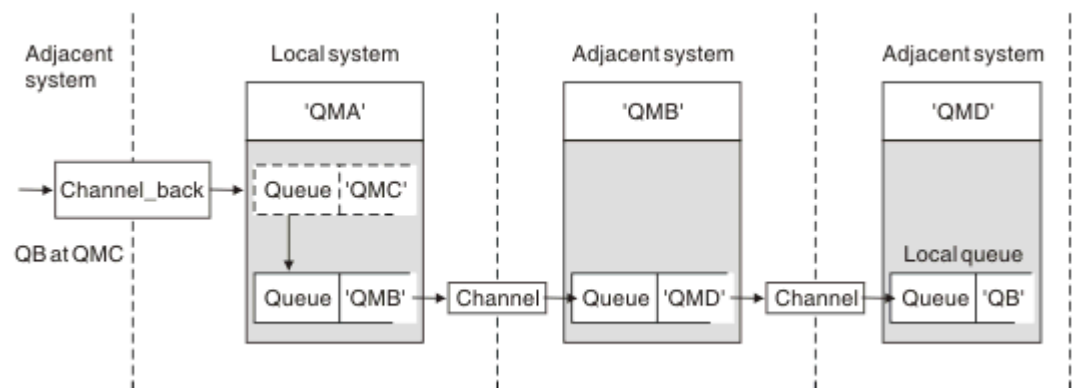 Adjacent system
Local system
Adjacent system
Adjacent system
'QMA'
'QMB'
'QMD'
Channel_back
Queue 'QMC'
QB at QMC
Local queue
Queue 'QMB'
Channel
Queue 'QMD'
Channel
Queue 'QB'